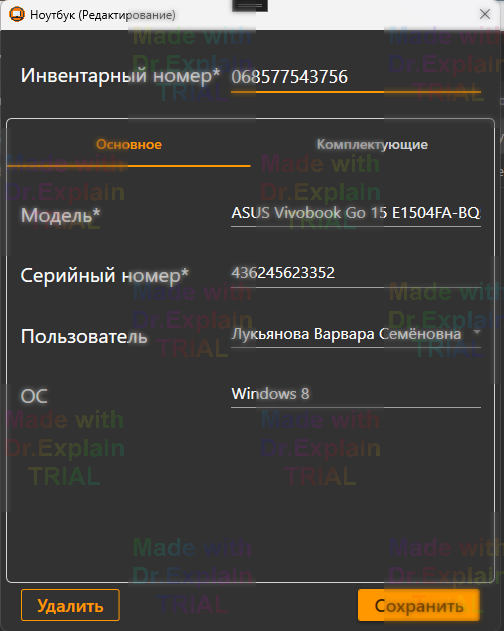 Ноутбук (Редактирование)
Made with
Dr.Explain
TRIAL
Made with
Dr.Explain
TRIAL
Инвентарный номер* 068577543756
Основное Комплектующие
Made with
Dr.Explain
TRIAL
Made with
Dr.Explain
TRIAL
Модель* ASUS Vivobook Go 15 E1504FA-BQ
Серийный номер* 436245623352
Made with
Dr.Explain
TRIAL
Made with
Dr.Explain
TRIAL
Пользователь Лукьянова Варвара Семёновна
ОС Windows 8
Made with
Dr.Explain
TRIAL
Made with
Dr.Explain
TRIAL
Made with
Dr.Explain
TRIAL
Made with
Dr.Explain
TRIAL
Удалить Сохранить